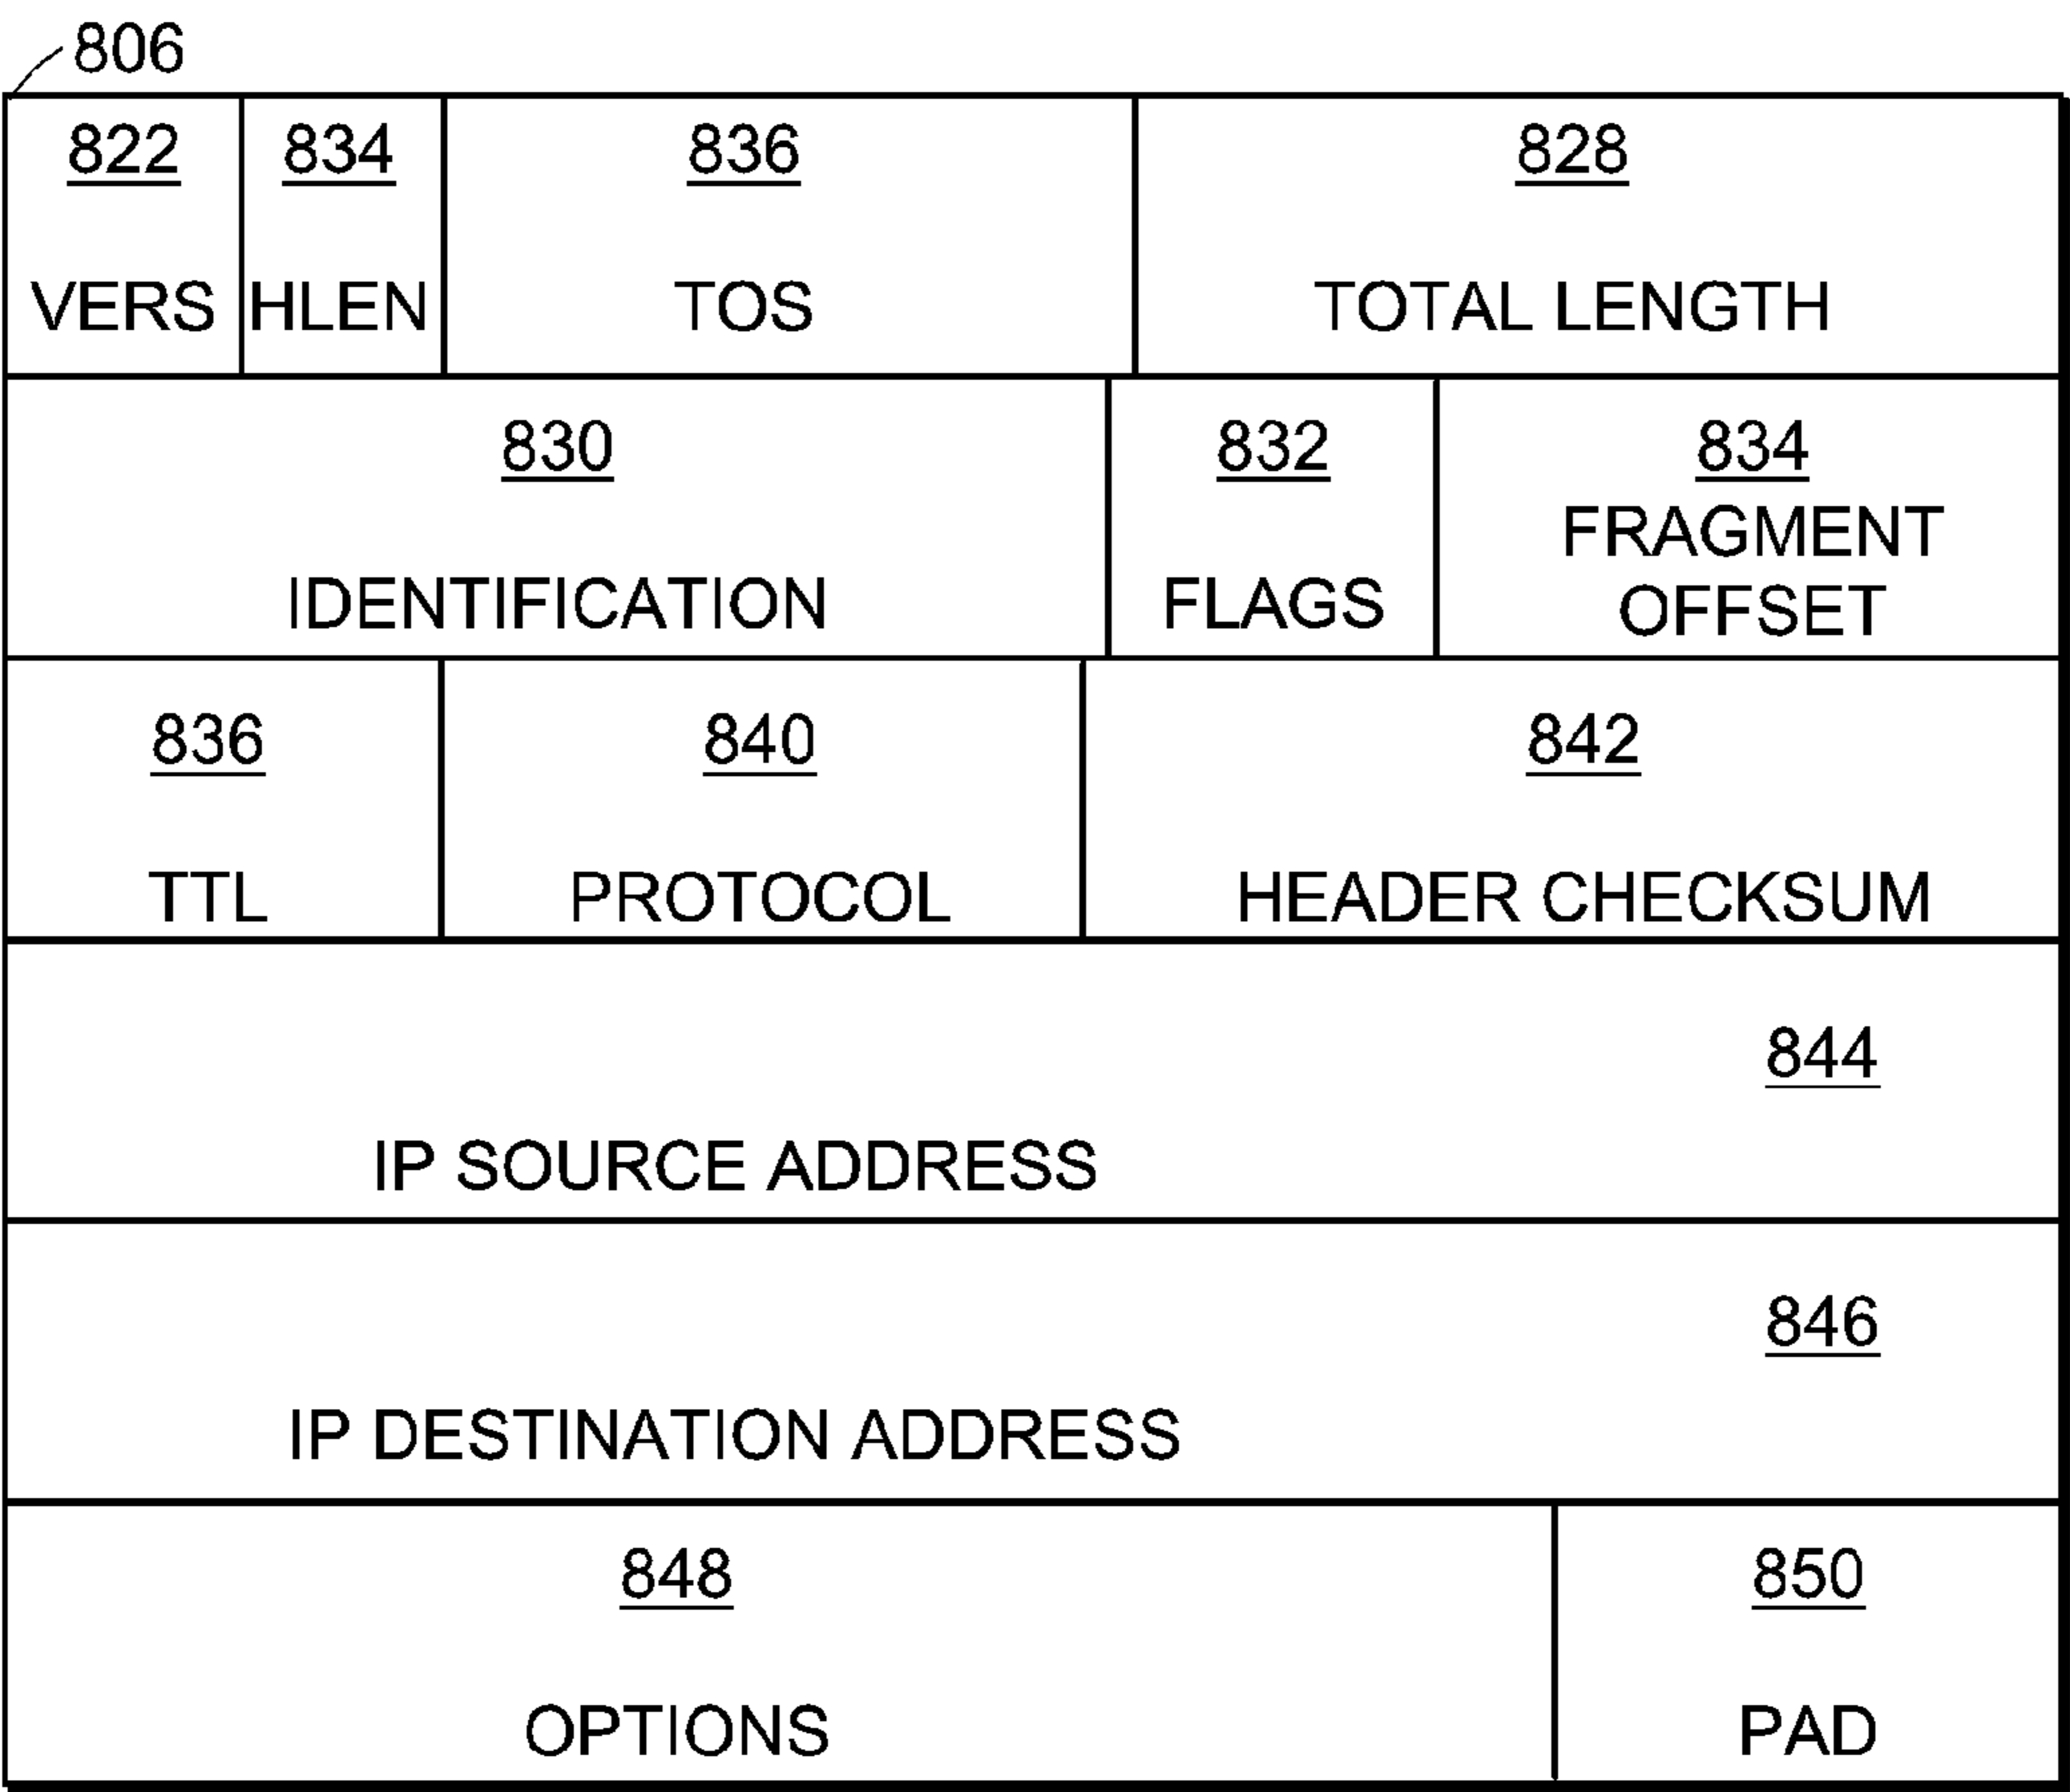 806
822 834 836 828
VERS HLEN TOS TOTAL LENGTH
830 832 834
FRAGMENT
IDENTIFICATION FLAGS OFFSET
836 840 842
TTL PROTOCOL HEADER CHECKSUM
844
IP SOURCE ADDRESS
846
IP DESTINATION ADDRESS
848 850
OPTIONS PAD